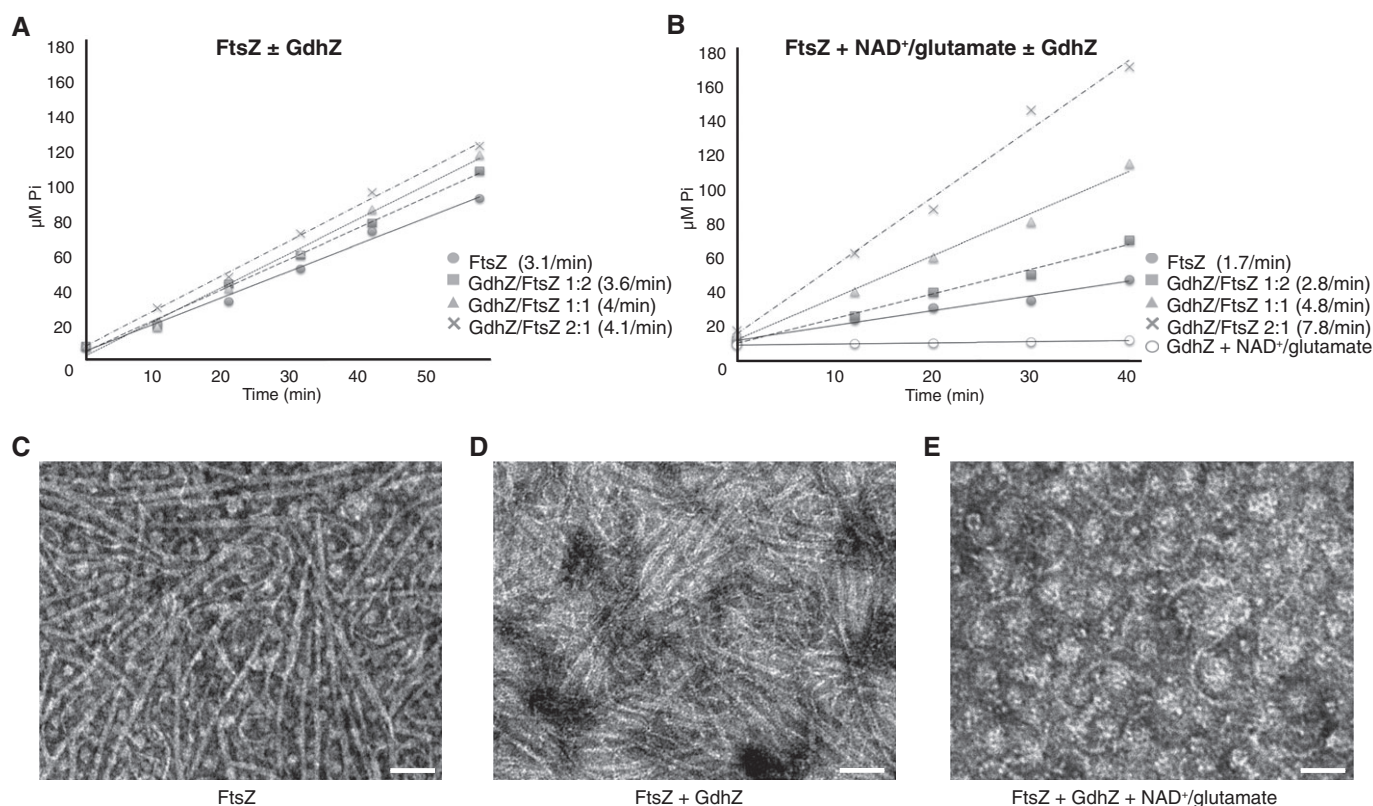 A
FtsZ ± GdhZ
180
160
140
120
100
80
60
40
20
0
µM Pi
10
20
30
40
50
Time (min)
FtsZ (3.1/min)
GdhZ/FtsZ 1:2 (3.6/min)
GdhZ/FtsZ 1:1 (4/min)
GdhZ/FtsZ 2:1 (4.1/min)
B
FtsZ + NAD⁺/glutamate ± GdhZ
180
160
140
120
100
80
60
40
20
0
µM Pi
10
20
30
40
Time (min)
FtsZ (1.7/min)
GdhZ/FtsZ 1:2 (2.8/min)
GdhZ/FtsZ 1:1 (4.8/min)
GdhZ/FtsZ 2:1 (7.8/min)
GdhZ + NAD⁺/glutamate
C
FtsZ
D
FtsZ + GdhZ
E
FtsZ + GdhZ + NAD⁺/glutamate